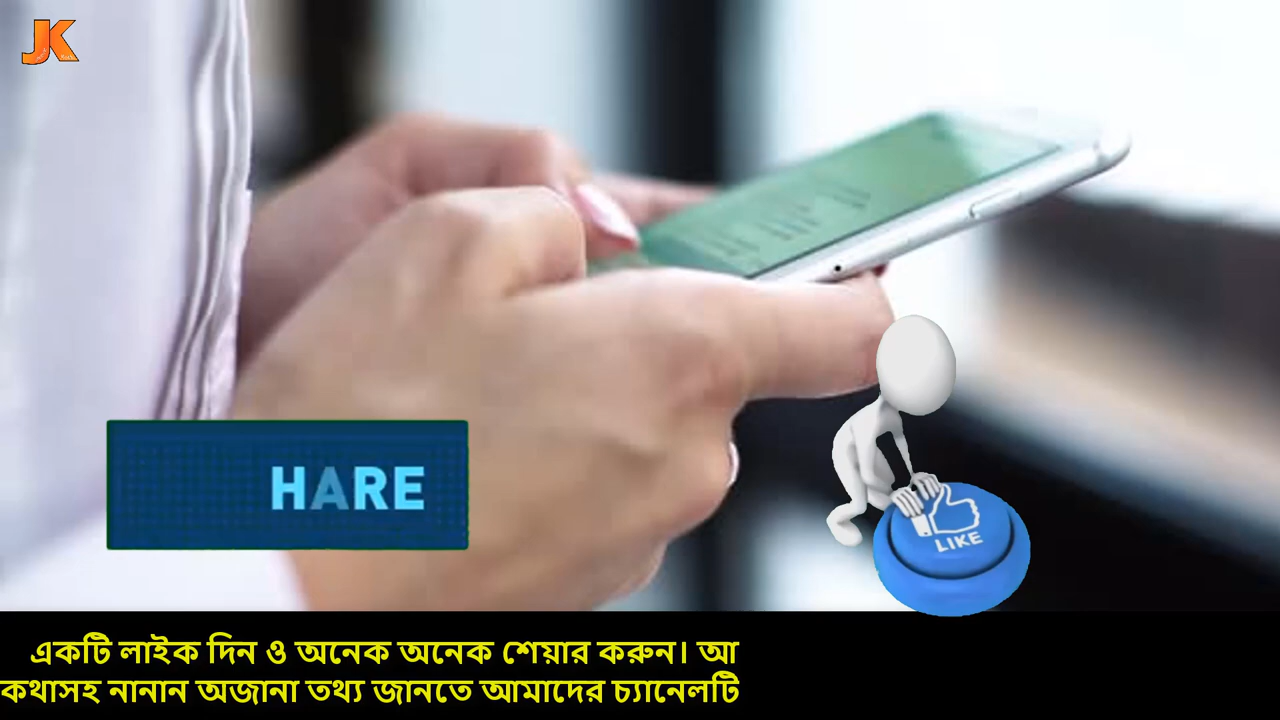 JK
HARE
LIKE
একটি লাইক দিন ও অনেক অনেক শেয়ার করুন। আ
কথাসহ নানান অজানা তথ্য জানতে আমাদের চ্যানেলটি